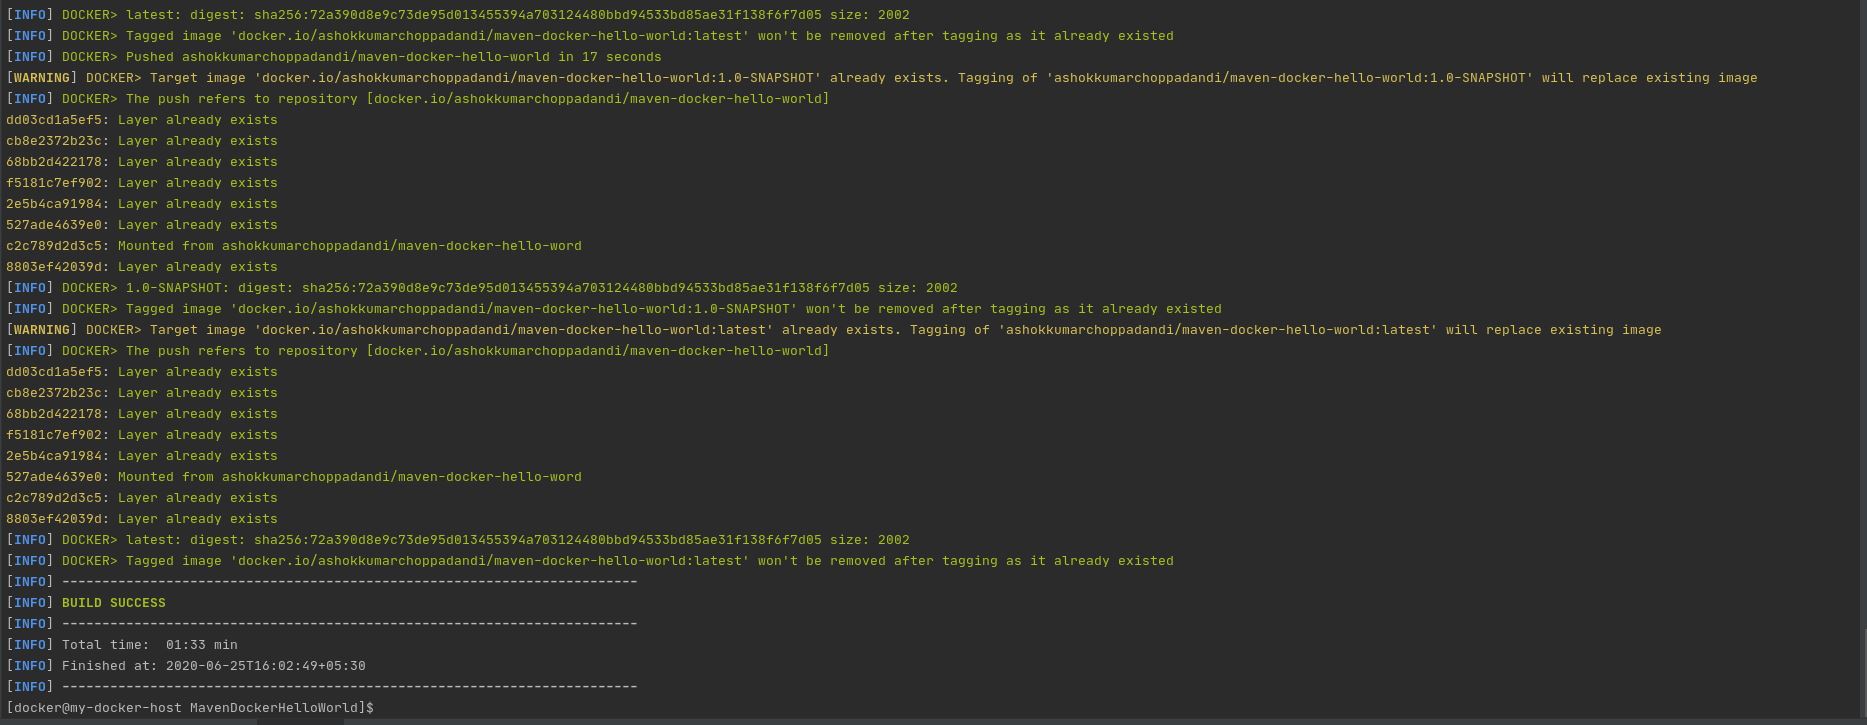 [INFO] DOCKER> latest: digest: sha256:72a390d8e9c73de95d013455394a703124480bbd94533bd85ae31f138f6f7d05 size: 2002
[INFO] DOCKER> Tagged image 'docker.io/ashokkumarchoppadandi/maven-docker-hello-world:latest' won't be removed after tagging as it already existed
[INFO] DOCKER> Pushed ashokkumarchoppadandi/maven-docker-hello-world in 17 seconds
[WARNING] DOCKER> Target image 'docker.io/ashokkumarchoppadandi/maven-docker-hello-world:1.0-SNAPSHOT' already exists. Tagging of 'ashokkumarchoppadandi/maven-docker-hello-world:1.0-SNAPSHOT' will replace existing image
[INFO] DOCKER> The push refers to repository [docker.io/ashokkumarchoppadandi/maven-docker-hello-world]
dd03cd1a5ef5: Layer already exists
cb8e2372b23c: Layer already exists
68bb2d422178: Layer already exists
f5181c7ef902: Layer already exists
2e5b4ca91984: Layer already exists
527ade4639e0: Layer already exists
c2c789d2d3c5: Mounted from ashokkumarchoppadandi/maven-docker-hello-word
8803ef42039d: Layer already exists
[INFO] DOCKER> 1.0-SNAPSHOT: digest: sha256:72a390d8e9c73de95d013455394a703124480bbd94533bd85ae31f138f6f7d05 size: 2002
[INFO] DOCKER> Tagged image 'docker.io/ashokkumarchoppadandi/maven-docker-hello-world:1.0-SNAPSHOT' won't be removed after tagging as it already existed
[WARNING] DOCKER> Target image 'docker.io/ashokkumarchoppadandi/maven-docker-hello-world:latest' already exists. Tagging of 'ashokkumarchoppadandi/maven-docker-hello-world:latest' will replace existing image
[INFO] DOCKER> The push refers to repository [docker.io/ashokkumarchoppadandi/maven-docker-hello-world]
dd03cd1a5ef5: Layer already exists
cb8e2372b23c: Layer already exists
68bb2d422178: Layer already exists
f5181c7ef902: Layer already exists
2e5b4ca91984: Layer already exists
527ade4639e0: Mounted from ashokkumarchoppadandi/maven-docker-hello-word
c2c789d2d3c5: Layer already exists
8803ef42039d: Layer already exists
[INFO] DOCKER> latest: digest: sha256:72a390d8e9c73de95d013455394a703124480bbd94533bd85ae31f138f6f7d05 size: 2002
[INFO] DOCKER> Tagged image 'docker.io/ashokkumarchoppadandi/maven-docker-hello-world:latest' won't be removed after tagging as it already existed
[INFO] ------------------------------------------------------------------------
[INFO] BUILD SUCCESS
[INFO] ------------------------------------------------------------------------
[INFO] Total time:  01:33 min
[INFO] Finished at: 2020-06-25T16:02:49+05:30
[INFO] ------------------------------------------------------------------------
[docker@my-docker-host MavenDockerHelloWorld]$